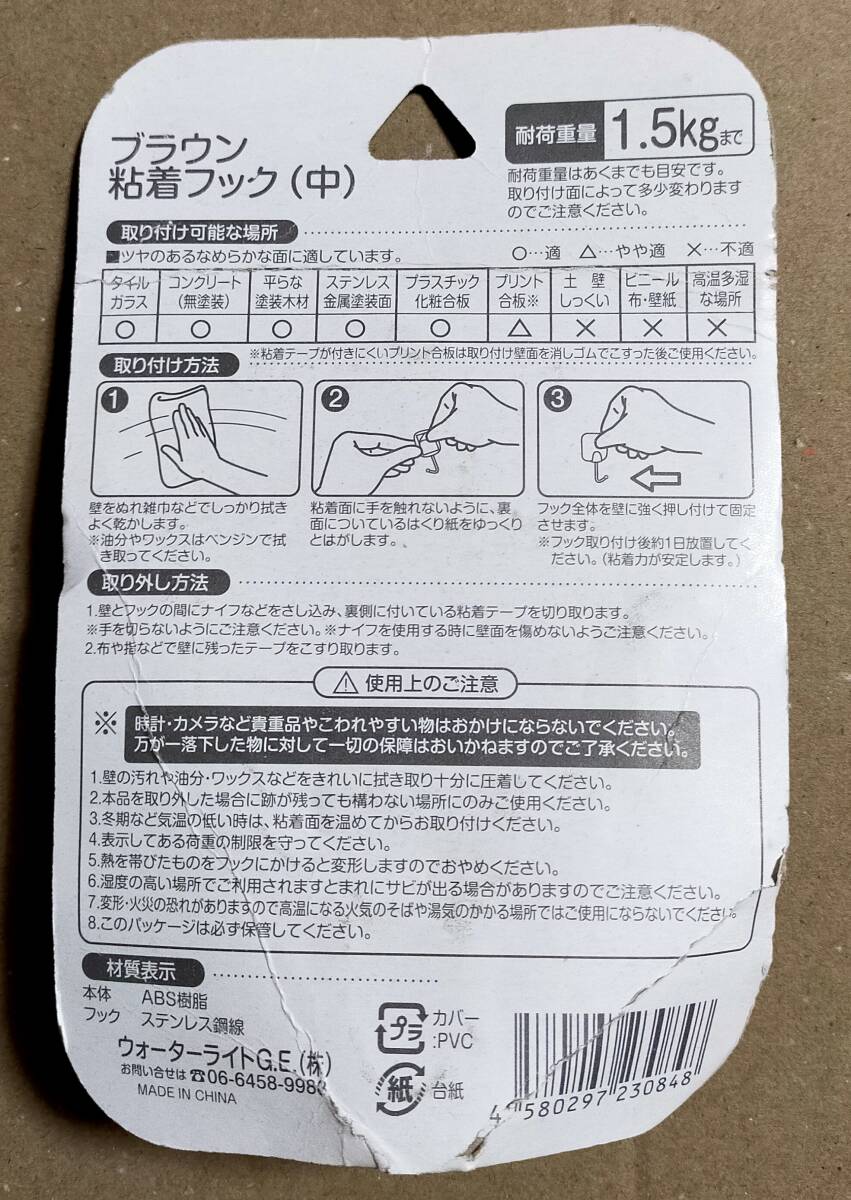 ブラウン
粘着フック(中)
耐荷重量 1.5kgまで
耐荷重量はあくまでも目安です。
取り付け面によって多少変わります
のでご注意ください。
取り付け可能な場所
■ツヤのあるなめらかな面に適しています。 ○…適 △…やや適 ×…不適
タイル ガラス ○
コンクリート (無塗装) ○
平らな 塗装木材 ○
ステンレス 金属塗装面 ○
プラスチック 化粧合板 ○
プリント 合板※ △
土壁 しっくい ×
ビニール 布・壁紙 ×
高温多湿 な場所 ×
※粘着テープが付きにくいプリント合板は取り付け壁面を消しゴムでこすった後ご使用ください。
取り付け方法
1
壁をぬれ雑巾などでしっかり拭き
よく乾かします。
※油分やワックスはベンジンで拭
き取ってください。
2
粘着面に手を触れないように、裏
面についているはくり紙をゆっくり
とはがします。
3
フック全体を壁に強く押し付けて固定
させます。
※フック取り付け後約1日放置してく
ださい。(粘着力が安定します。)
取り外し方法
1.壁とフックの間にナイフなどをさし込み、裏側に付いている粘着テープを切り取ります。
※手を切らないようにご注意ください。※ナイフを使用する時に壁面を傷めないようご注意ください。
2.布や指などで壁に残ったテープをこすり取ります。
⚠ 使用上のご注意
※ 時計・カメラなど貴重品やこわれやすい物はおかけにならないでください。
万が一落下した物に対して一切の保障はおいかねますのでご了承ください。
1.壁の汚れや油分・ワックスなどをきれいに拭き取り十分に圧着してください。
2.本品を取り外した場合に跡が残っても構わない場所にのみご使用ください。
3.冬期など気温の低い時は、粘着面を温めてからお取り付けください。
4.表示してある荷重の制限を守ってください。
5.熱を帯びたものをフックにかけると変形しますのでおやめください。
6.湿度の高い場所でご利用されますとまれにサビが出る場合がありますのでご注意ください。
7.変形・火災の恐れがありますので高温になる火気のそばや湯気のかかる場所ではご使用にならないでください。
8.このパッケージは必ず保管してください。
材質表示
本体 ABS樹脂
フック ステンレス鋼線
ウォーターライトG.E.(株)
お問い合せは☎06-6458-998
MADE IN CHINA
プラ カバー
:PVC
紙 台紙
4 580297 230848